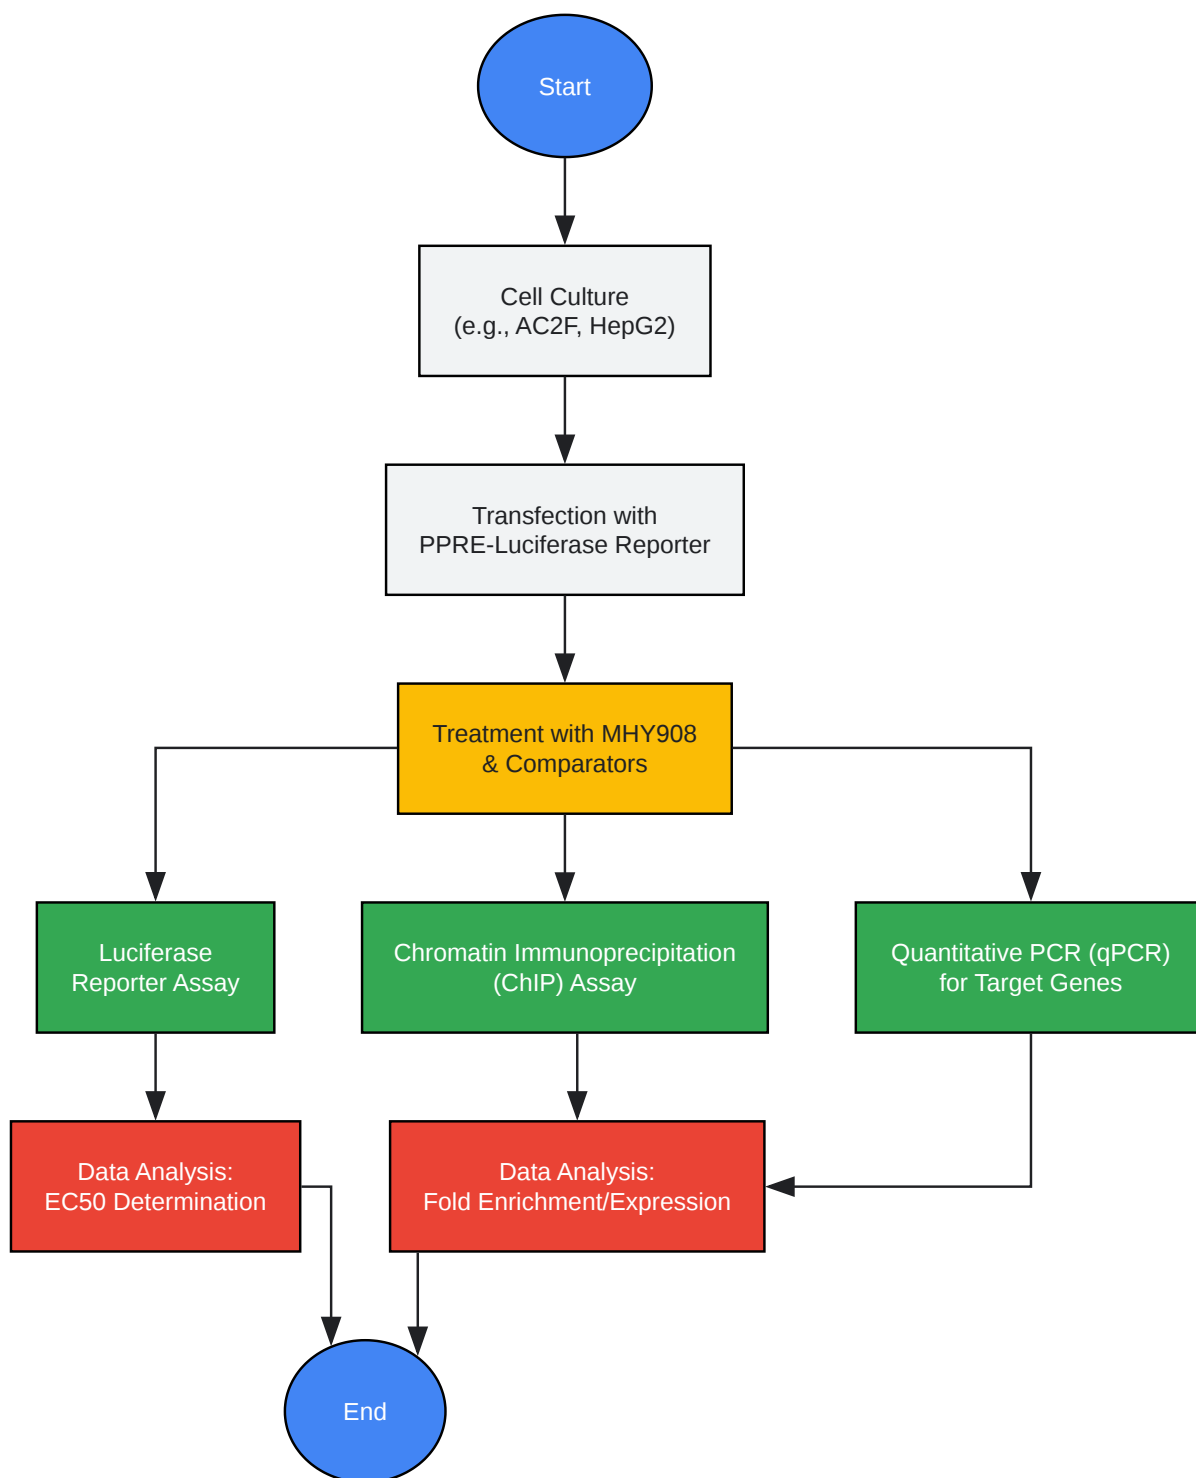 Start
Cell Culture
(e.g., AC2F, HepG2)
Transfection with
PPRE-Luciferase Reporter
Treatment with MHY908
& Comparators
Luciferase
Reporter Assay
Chromatin Immunoprecipitation
(ChIP) Assay
Quantitative PCR (qPCR)
for Target Genes
Data Analysis:
EC50 Determination
Data Analysis:
Fold Enrichment/Expression
End